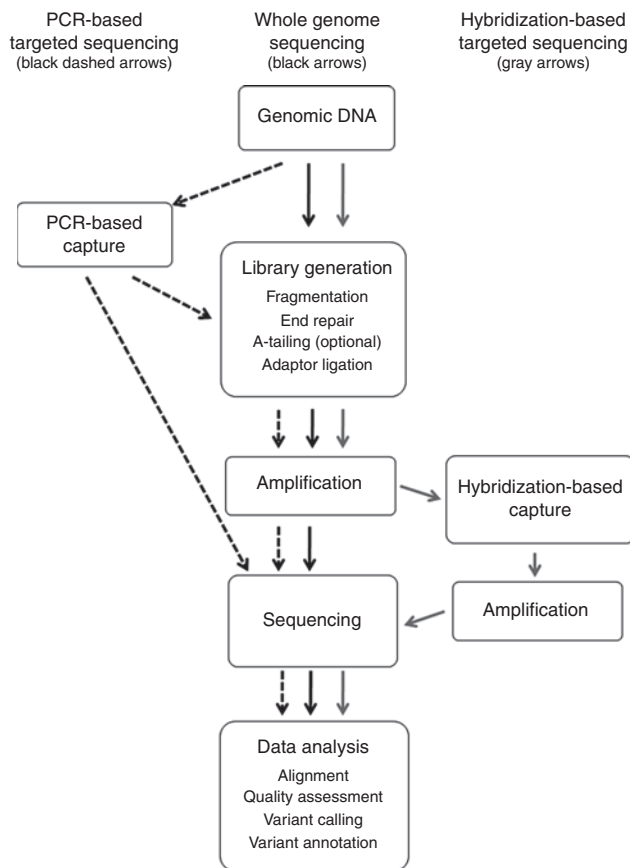 PCR-based
targeted sequencing
(black dashed arrows)
Whole genome
sequencing
(black arrows)
Hybridization-based
targeted sequencing
(gray arrows)
Genomic DNA
PCR-based
capture
Library generation
Fragmentation
End repair
A-tailing (optional)
Adaptor ligation
Amplification
Hybridization-based
capture
Amplification
Sequencing
Data analysis
Alignment
Quality assessment
Variant calling
Variant annotation